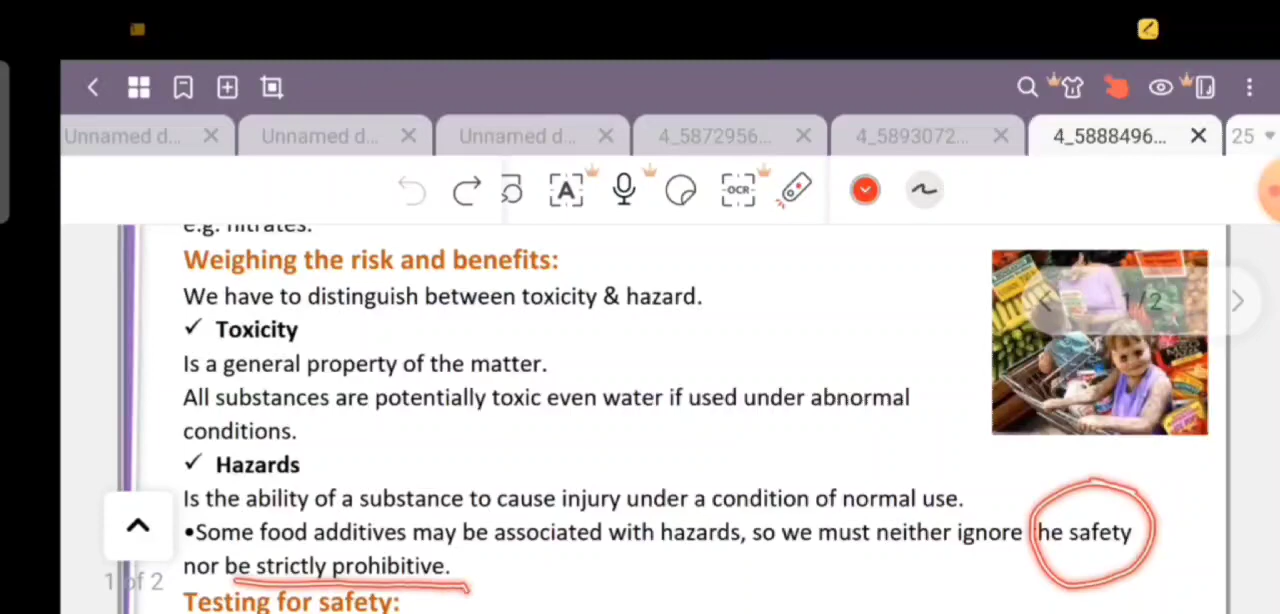 Unnamed d...
Unnamed d...
Unnamed d...
4_5872956...
4_5893072...
4_5888496...
25
A
OCR
e.g. nitrates.
Weighing the risk and benefits:
We have to distinguish between toxicity & hazard.
1/2
✓ Toxicity
Is a general property of the matter.
All substances are potentially toxic even water if used under abnormal
conditions.
✓ Hazards
Is the ability of a substance to cause injury under a condition of normal use.
•Some food additives may be associated with hazards, so we must neither ignore the safety
nor be strictly prohibitive.
1 of 2
Testing for safety: